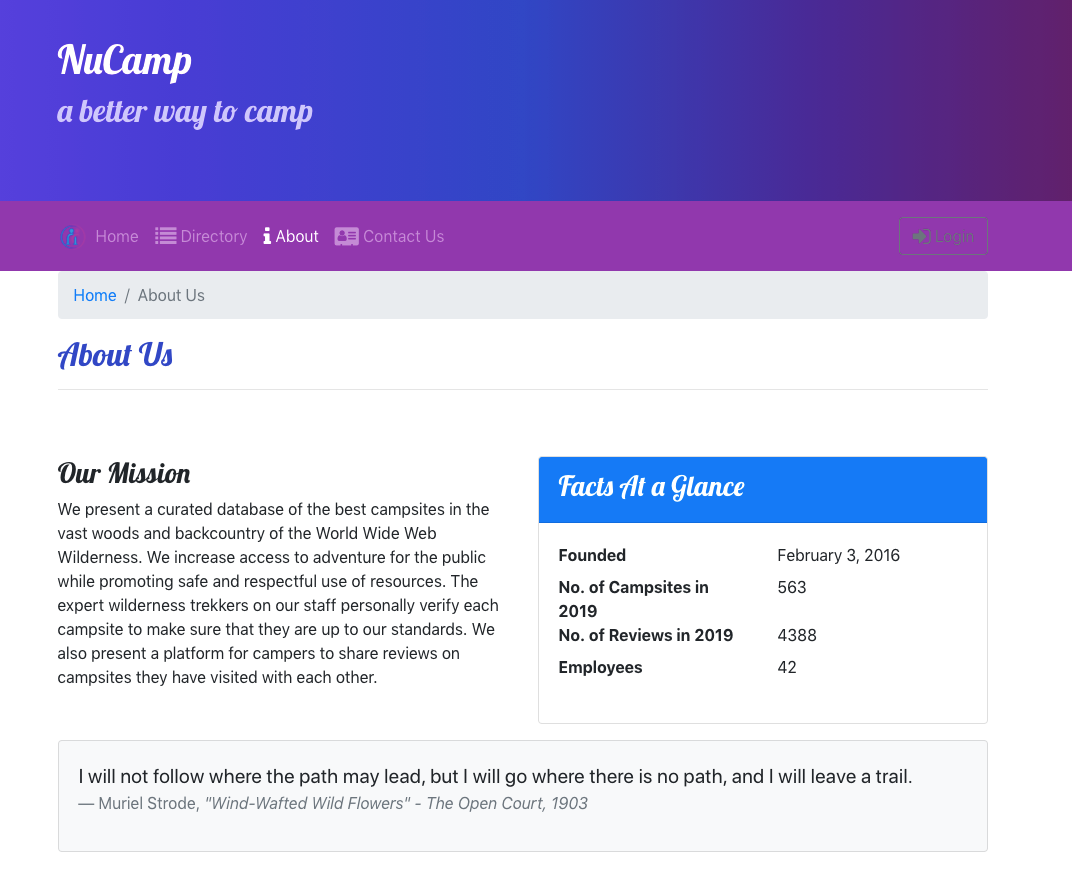 NuCamp
a better way to camp
Home Directory About Contact Us Login
Home / About Us
About Us
Our Mission
We present a curated database of the best campsites in the
vast woods and backcountry of the World Wide Web
Wilderness. We increase access to adventure for the public
while promoting safe and respectful use of resources. The
expert wilderness trekkers on our staff personally verify each
campsite to make sure that they are up to our standards. We
also present a platform for campers to share reviews on
campsites they have visited with each other.
Facts At a Glance
Founded February 3, 2016
No. of Campsites in 563
2019
No. of Reviews in 2019 4388
Employees 42
I will not follow where the path may lead, but I will go where there is no path, and I will leave a trail.
— Muriel Strode, "Wind-Wafted Wild Flowers" - The Open Court, 1903